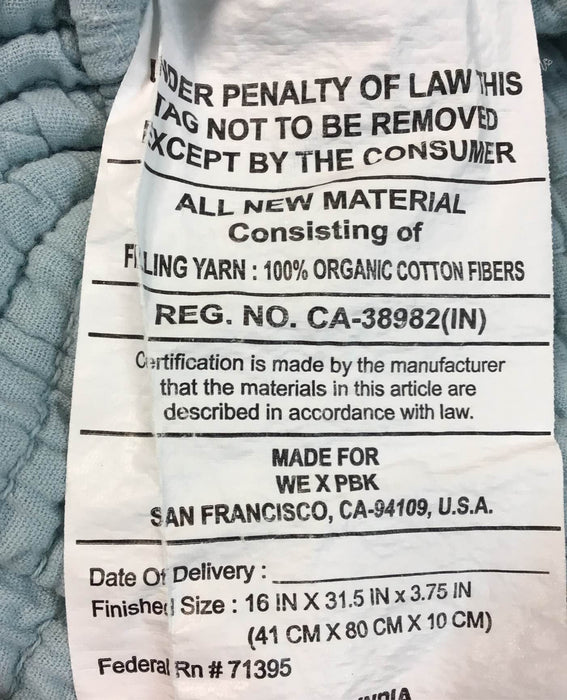 UNDER PENALTY OF LAW THIS
TAG NOT TO BE REMOVED
EXCEPT BY THE CONSUMER
ALL NEW MATERIAL
Consisting of
FILLING YARN : 100% ORGANIC COTTON FIBERS
REG. NO. CA-38982(IN)
Certification is made by the manufacturer
that the materials in this article are
described in accordance with law.
MADE FOR
WE X PBK
SAN FRANCISCO, CA-94109, U.S.A.
Date Of Delivery :
Finished Size : 16 IN X 31.5 IN x 3.75 IN
(41 CM X 80 CM X 10 CM)
Federal Rn # 71395
INDIA